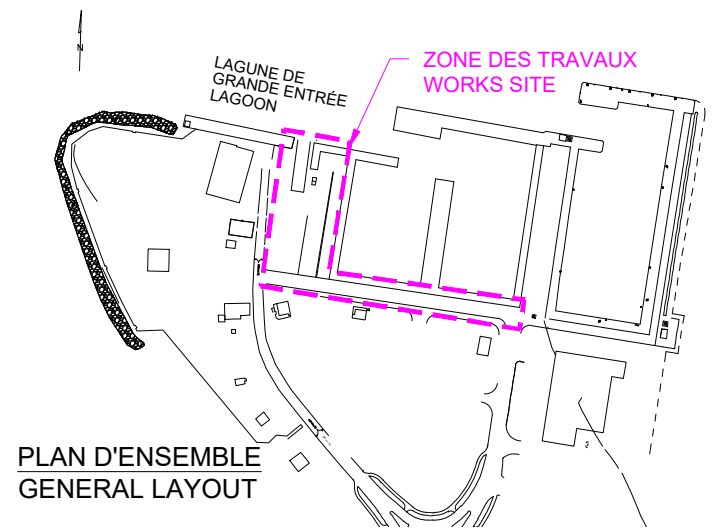 N
LAGUNE DE
GRANDE ENTRÉE
LAGOON
ZONE DES TRAVAUX
WORKS SITE
PLAN D'ENSEMBLE
GENERAL LAYOUT